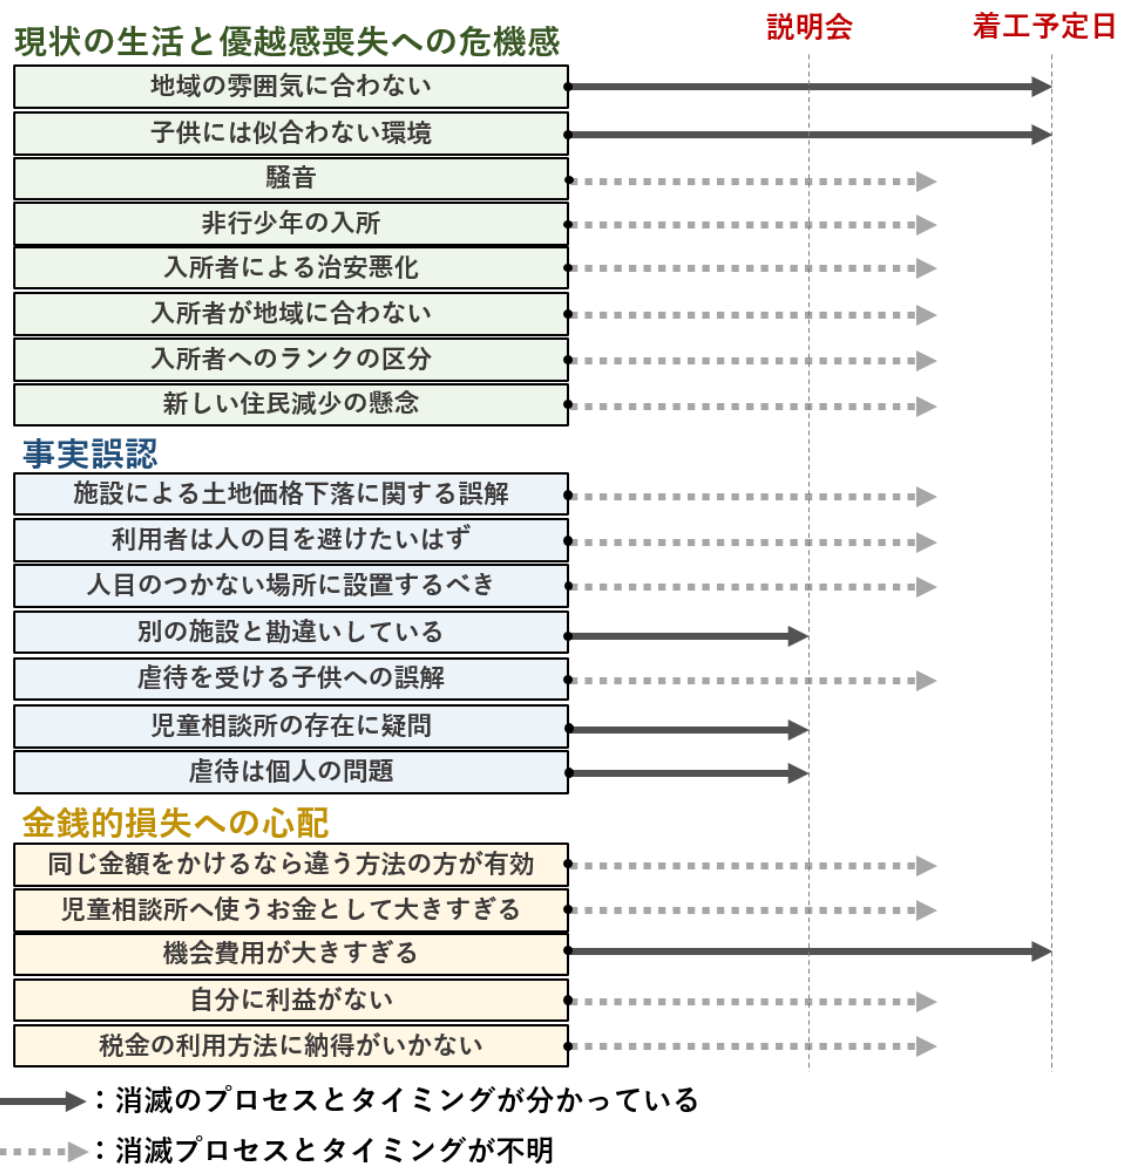 説明会
着工予定日
現状の生活と優越感喪失への危機感
地域の雰囲気に合わない
子供には似合わない環境
騒音
非行少年の入所
入所者による治安悪化
入所者が地域に合わない
入所者へのランクの区分
新しい住民減少の懸念
事実誤認
施設による土地価格下落に関する誤解
利用者は人の目を避けたいはず
人目のつかない場所に設置するべき
別の施設と勘違いしている
虐待を受ける子供への誤解
児童相談所の存在に疑問
虐待は個人の問題
金銭的損失への心配
同じ金額をかけるなら違う方法の方が有効
児童相談所へ使うお金として大きすぎる
機会費用が大きすぎる
自分に利益がない
税金の利用方法に納得がいかない
：消滅のプロセスとタイミングが分かっている
：消滅プロセスとタイミングが不明